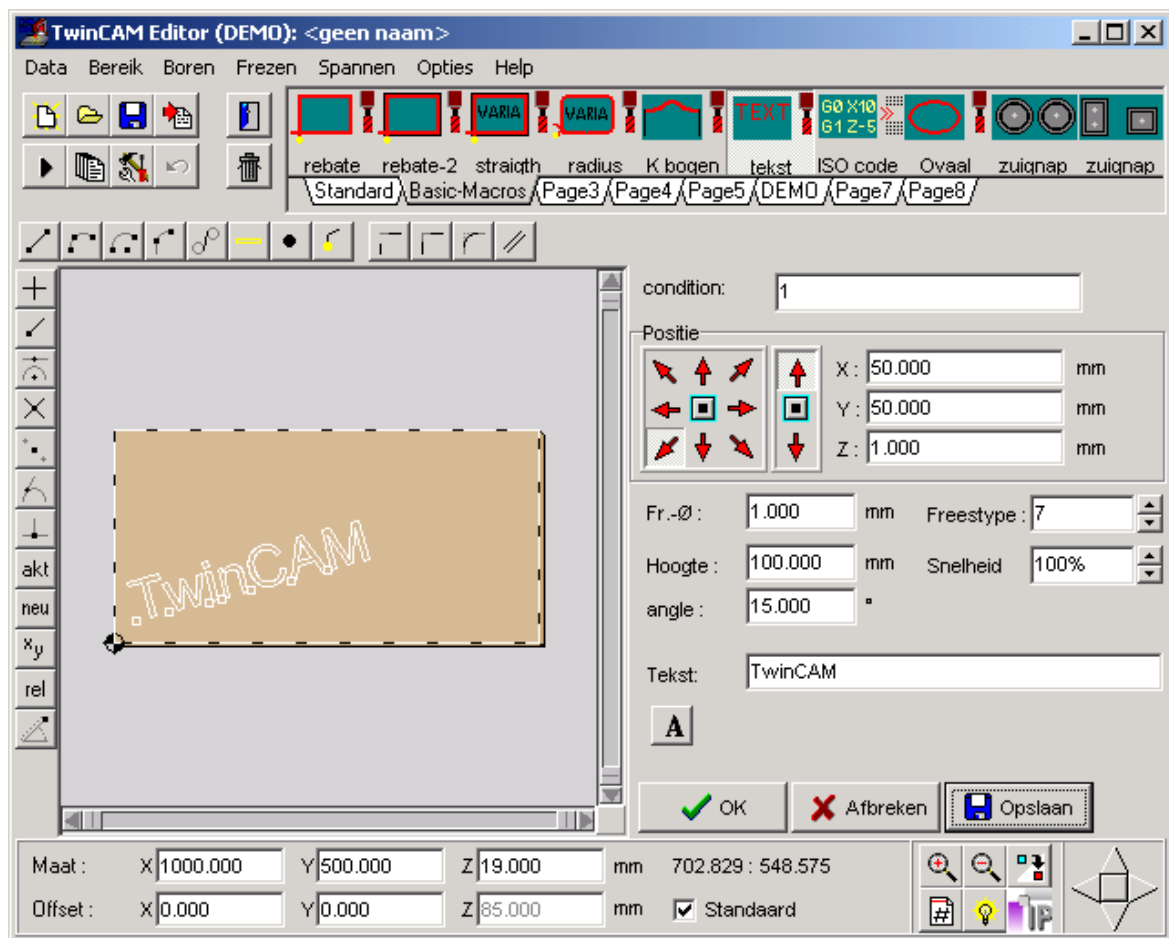 TwinCAM Editor (DEMO): <geen naam>
Data Bereik Boren Frezen Spannen Opties Help
VARIA VARIA TEXT G0 X10
G1 Z-5
rebate rebate-2 straigth radius K bogen tekst ISO code Ovaal zuignap zuignap
Standard Basic-Macros Page3 Page4 Page5 DEMO Page7 Page8
condition: 1
Positie
X : 50.000 mm
Y : 50.000 mm
Z : 1.000 mm
Fr.-Ø : 1.000 mm Freestype : 7
Hoogte : 100.000 mm Snelheid 100%
angle : 15.000 °
Tekst: TwinCAM
A
akt
neu
xy
rel
TwinCAM
OK Afbreken Opslaan
Maat : X 1000.000 Y 500.000 Z 19.000 mm 702.829 : 548.575
Offset : X 0.000 Y 0.000 Z 85.000 mm Standaard
# IP